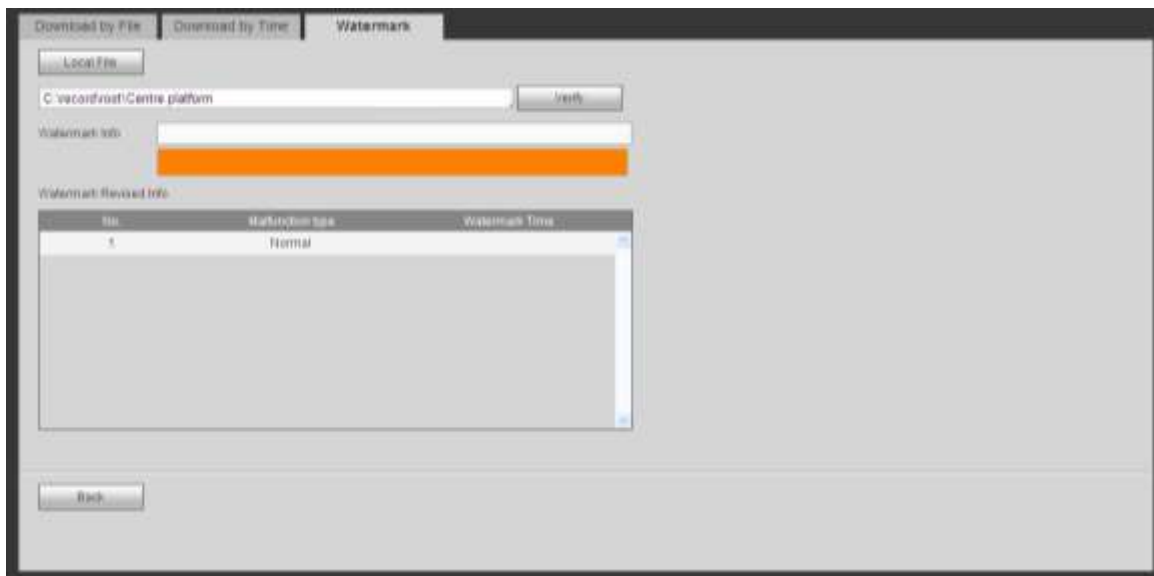 Download by File Download by Time Watermark
Local File
C:\record\vost\Centre platform Verify
Watermark Info
Watermark Revised Info
No. Malfunction type Watermark Time
1 Normal
Back